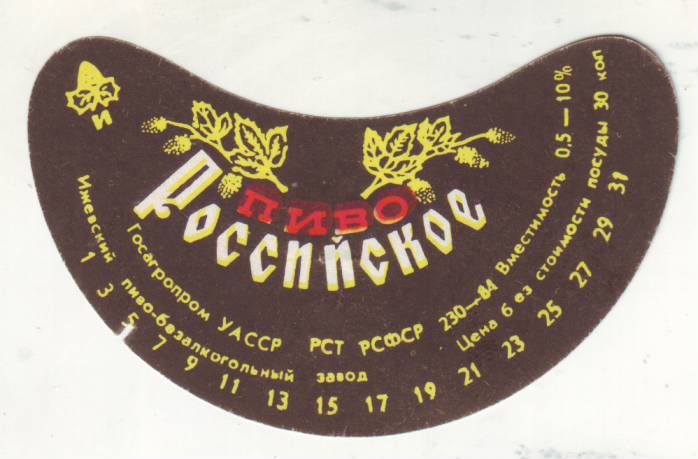 и
ПИВО
Российское
Госагропром УАССР РСТ РСФСР 230—84 Вместимость 0,5 — 10%
Ижевский пиво-безалкогольный завод Цена без стоимости посуды 30 коп
1 3 5 7 9 11 13 15 17 19 21 23 25 27 29 31